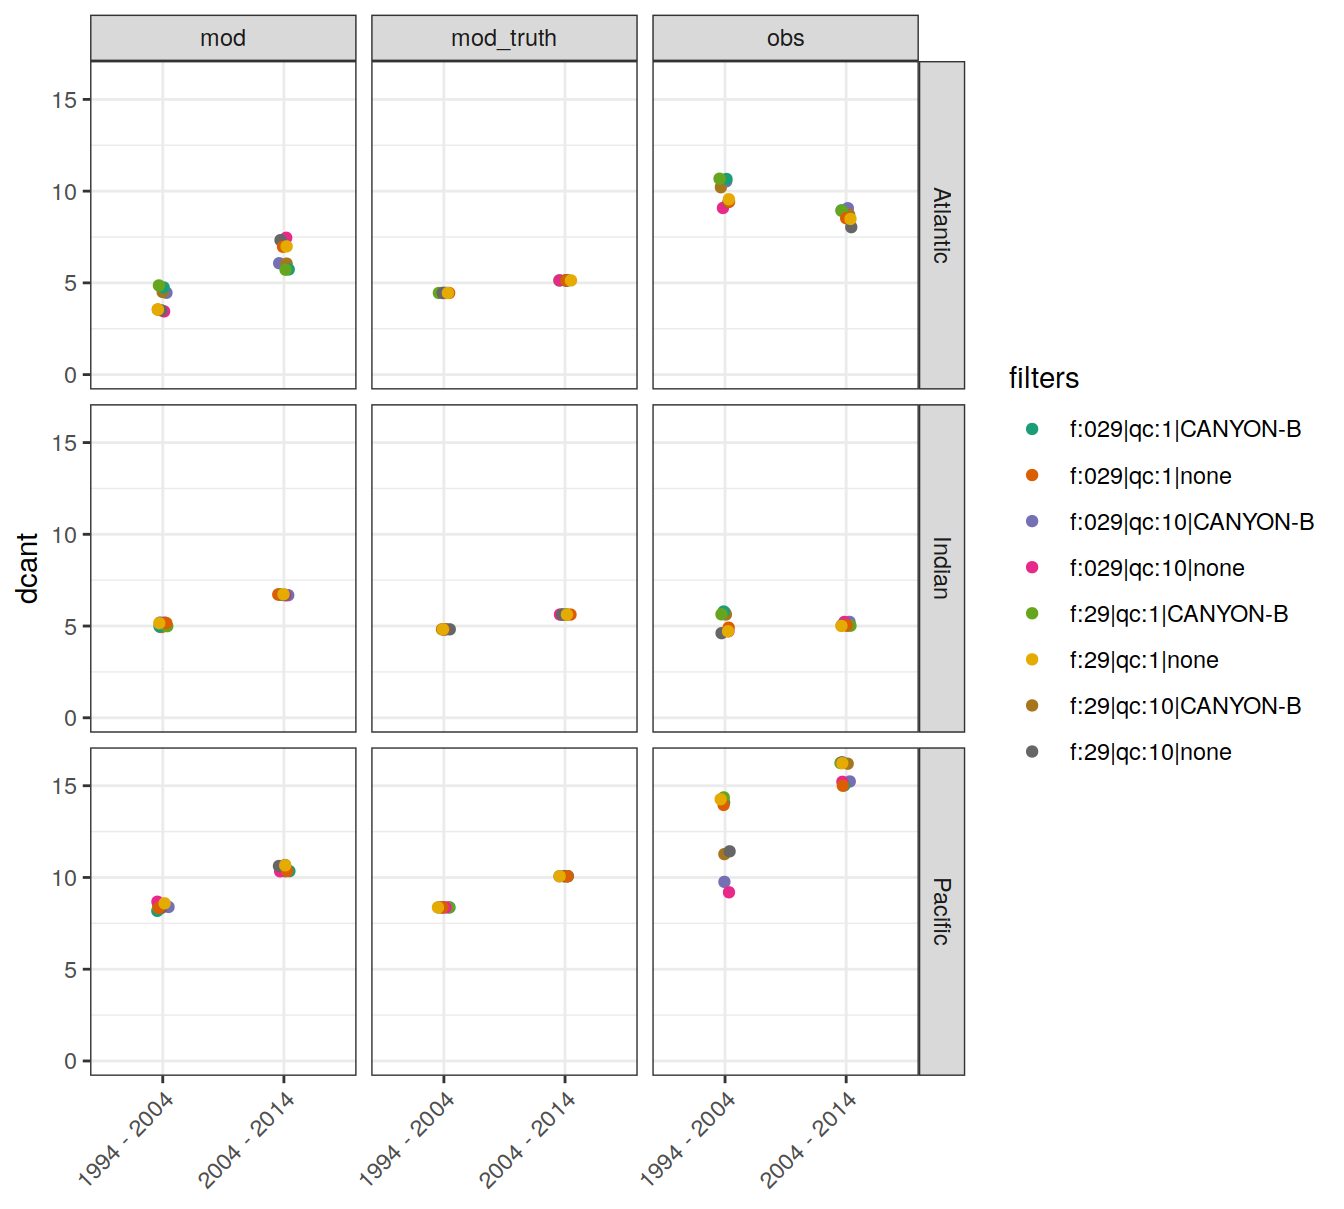 mod
mod_truth
obs
15
10
5
0
Atlantic
15
10
5
0
Indian
15
10
5
0
Pacific
dcant
1994 - 2004
2004 - 2014
1994 - 2004
2004 - 2014
1994 - 2004
2004 - 2014
filters
f:029|qc:1|CANYON-B
f:029|qc:1|none
f:029|qc:10|CANYON-B
f:029|qc:10|none
f:29|qc:1|CANYON-B
f:29|qc:1|none
f:29|qc:10|CANYON-B
f:29|qc:10|none